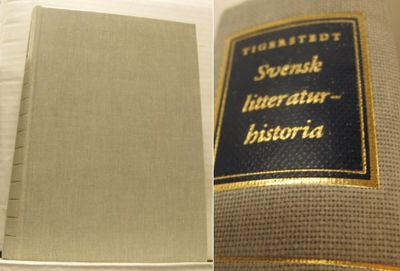 TIGERSTEDT
Svensk
litteratur-
historia